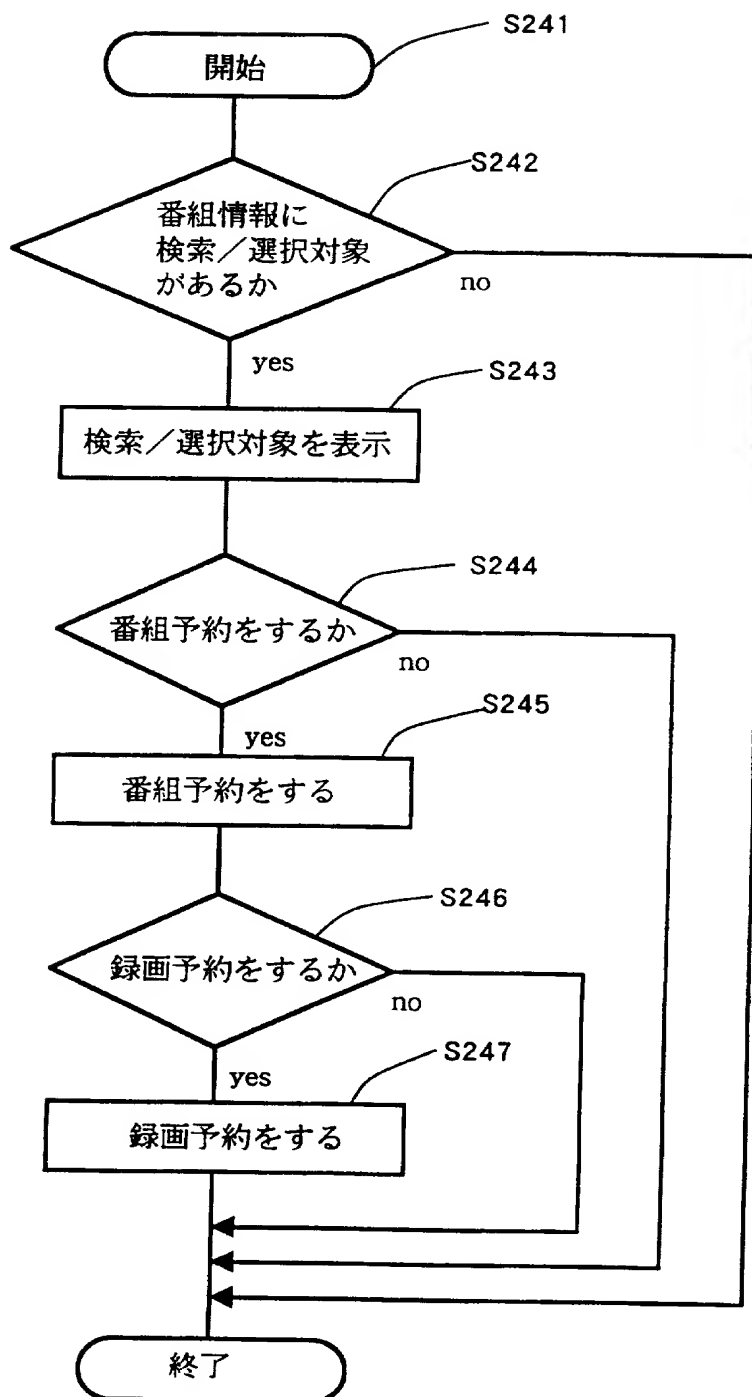 S241
開始
S242
番組情報に
検索／選択対象
があるか
no
yes
S243
検索／選択対象を表示
S244
番組予約をするか
no
S245
yes
番組予約をする
S246
録画予約をするか
no
S247
yes
録画予約をする
終了